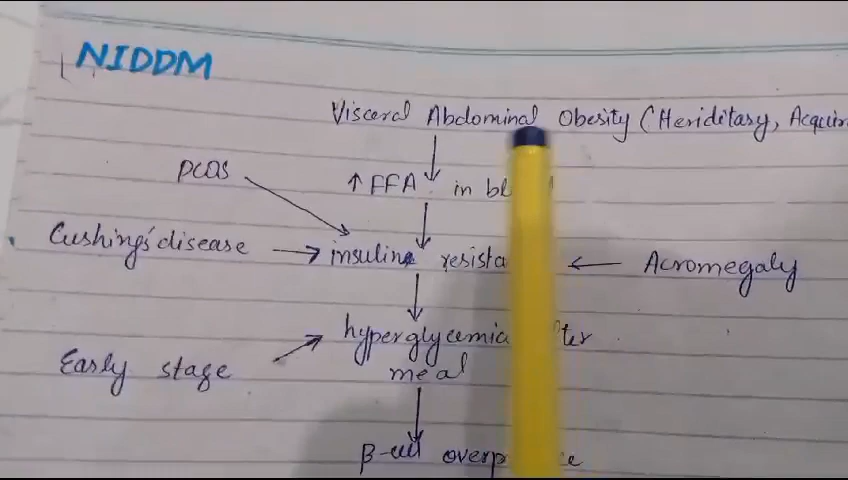 NIDDM
Visceral Abdominal Obesity (Heriditary, Acquir
PCOS
↑ FFA in bl
Cushing's disease → insulin resista ← Acromegaly
hyperglycemia
Early stage
meal
β-cell overp